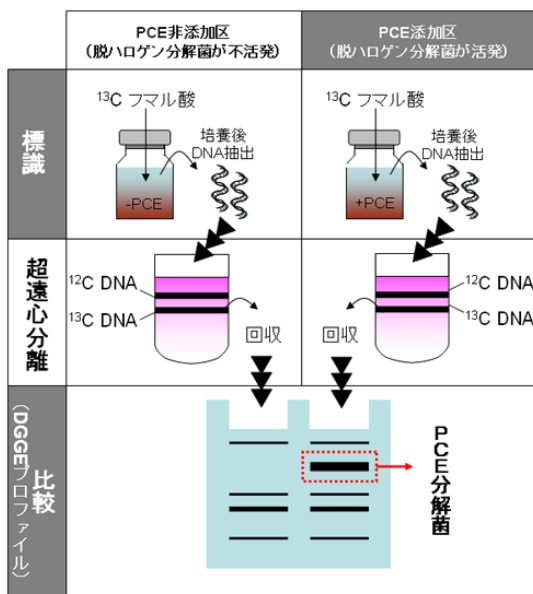 PCE非添加区
(脱ハロゲン分解菌が不活発)
PCE添加区
(脱ハロゲン分解菌が活発)
標識
¹³C フマル酸
培養後
DNA抽出
-PCE
¹³C フマル酸
培養後
DNA抽出
+PCE
超遠心分離
¹²C DNA
¹³C DNA
回収
回収
¹²C DNA
¹³C DNA
比較
(DGGEプロファイル)
PCE分解菌